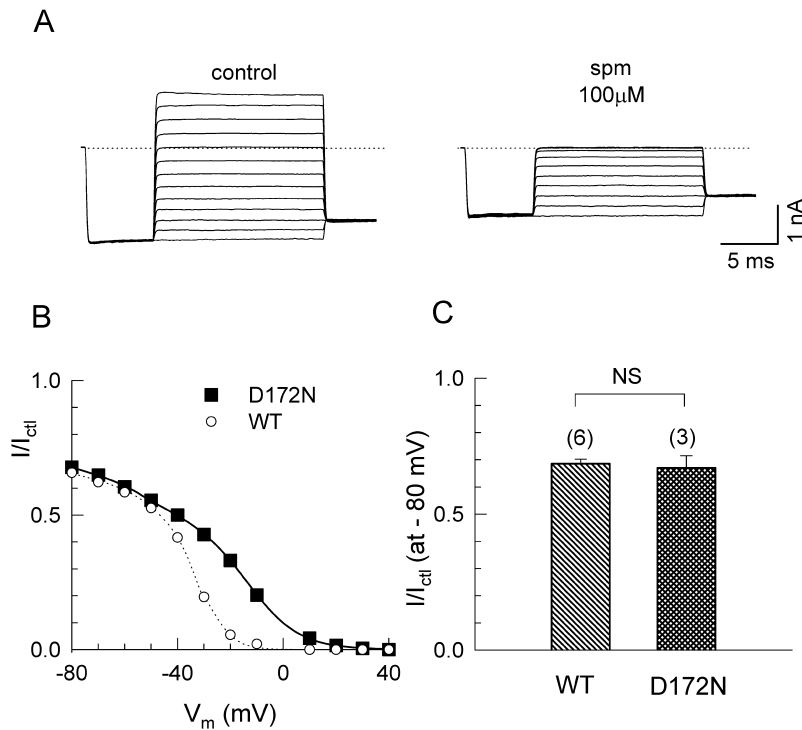 A
control
spm
100μM
1 nA
5 ms
B
1.0
0.5
0.0
I/Ictl
D172N
WT
-80
-40
0
40
Vm (mV)
C
1.0
0.5
0.0
I/Ictl (at - 80 mV)
NS
(6)
(3)
WT
D172N